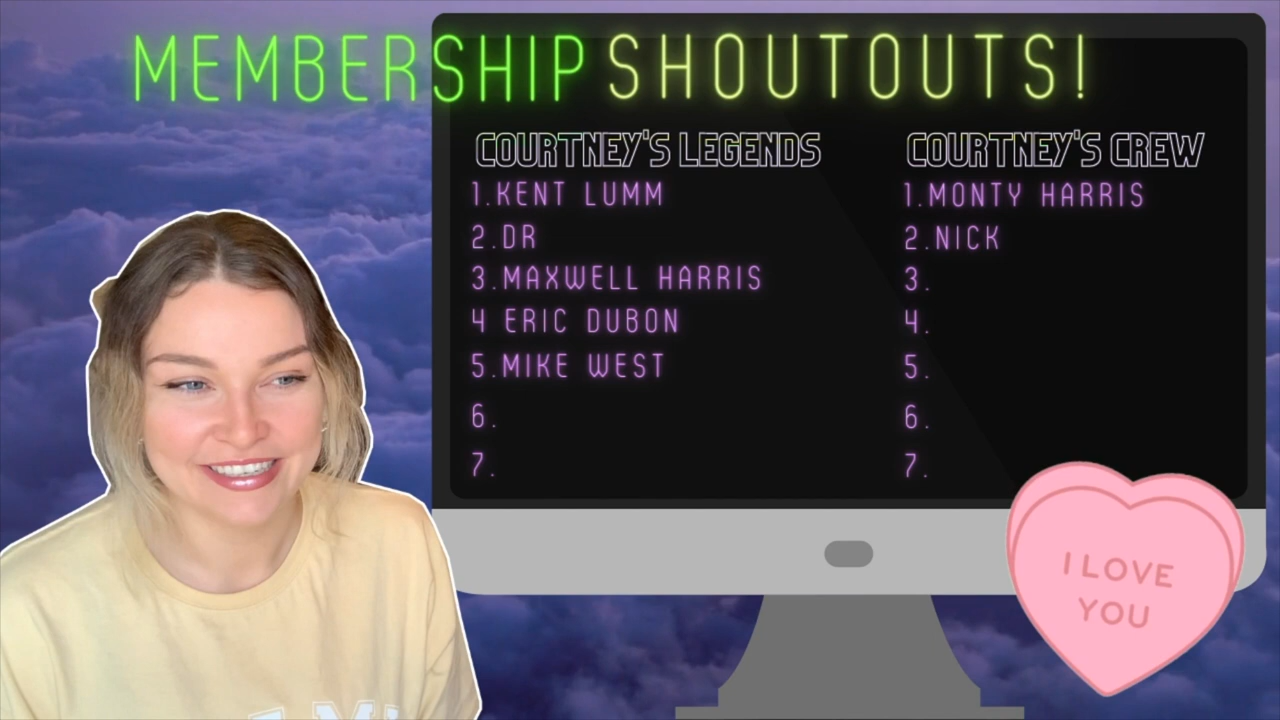 MEMBERSHIP SHOUTOUTS!
COURTNEY'S LEGENDS
1.KENT LUMM
2.DR
3.MAXWELL HARRIS
4 ERIC DUBON
5.MIKE WEST
6.
7.
COURTNEY'S CREW
1.MONTY HARRIS
2.NICK
3.
4.
5.
6.
7.
I LOVE
YOU